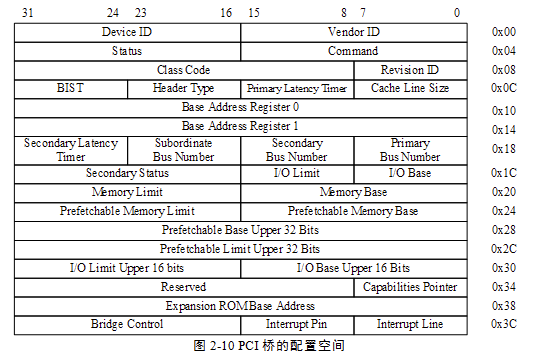 31 24 23 16 15 8 7 0
Device ID Vendor ID 0x00
Status Command 0x04
Class Code Revision ID 0x08
BIST Header Type Primary Latency Timer Cache Line Size 0x0C
Base Address Register 0 0x10
Base Address Register 1 0x14
Secondary Latency Timer Subordinate Bus Number Secondary Bus Number Primary Bus Number 0x18
Secondary Status I/O Limit I/O Base 0x1C
Memory Limit Memory Base 0x20
Prefetchable Memory Limit Prefetchable Memory Base 0x24
Prefetchable Base Upper 32 Bits 0x28
Prefetchable Limit Upper 32 Bits 0x2C
I/O Limit Upper 16 bits I/O Base Upper 16 Bits 0x30
Reserved Capabilities Pointer 0x34
Expansion ROM Base Address 0x38
Bridge Control Interrupt Pin Interrupt Line 0x3C
图 2-10 PCI 桥的配置空间